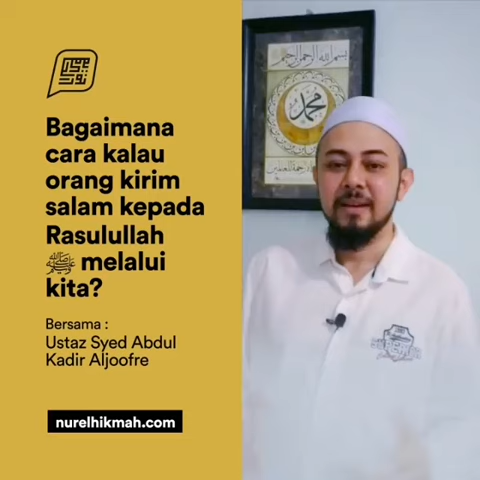 Bagaimana
cara kalau
orang kirim
salam kepada
Rasulullah
ﷺ melalui
kita?
Bersama :
Ustaz Syed Abdul
Kadir Aljoofre
nurelhikmah.com
بسم الله الرحمن الرحيم
محمد